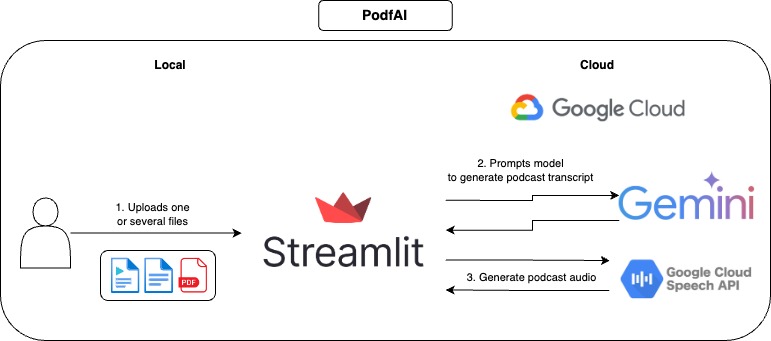 PodfAI
Local
Cloud
Google Cloud
2. Prompts model
to generate podcast transcript
1. Uploads one
or several files
Gemini
Streamlit
PDF
3. Generate podcast audio
Google Cloud
Speech API